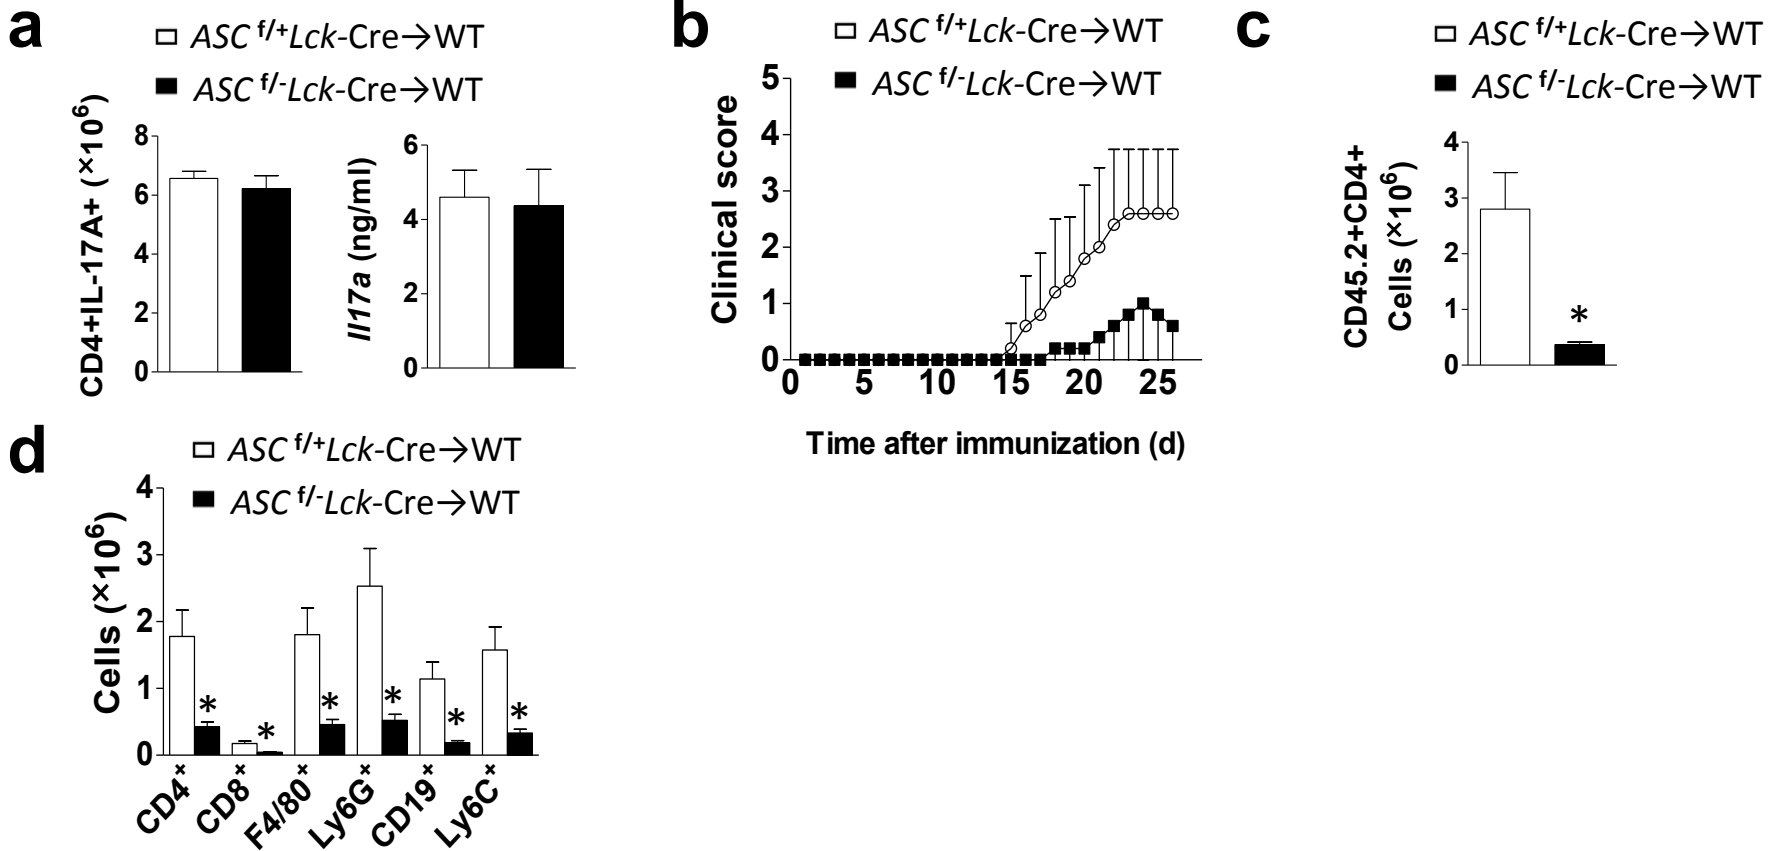 a
ASC f/+Lck-Cre→WT
ASC f/-Lck-Cre→WT
CD4+IL-17A+ (×10⁶)
8
6
4
2
0
Il17a (ng/ml)
6
4
2
0
b
ASC f/+Lck-Cre→WT
ASC f/-Lck-Cre→WT
Clinical score
5
4
3
2
1
0
0 5 10 15 20 25
Time after immunization (d)
c
ASC f/+Lck-Cre→WT
ASC f/-Lck-Cre→WT
CD45.2+CD4+
Cells (×10⁶)
4
3
2
1
0
*
d
ASC f/+Lck-Cre→WT
ASC f/-Lck-Cre→WT
Cells (×10⁶)
4
3
2
1
0
* * * * * *
CD4⁺ CD8⁺ F4/80⁺ Ly6G⁺ CD19⁺ Ly6C⁺